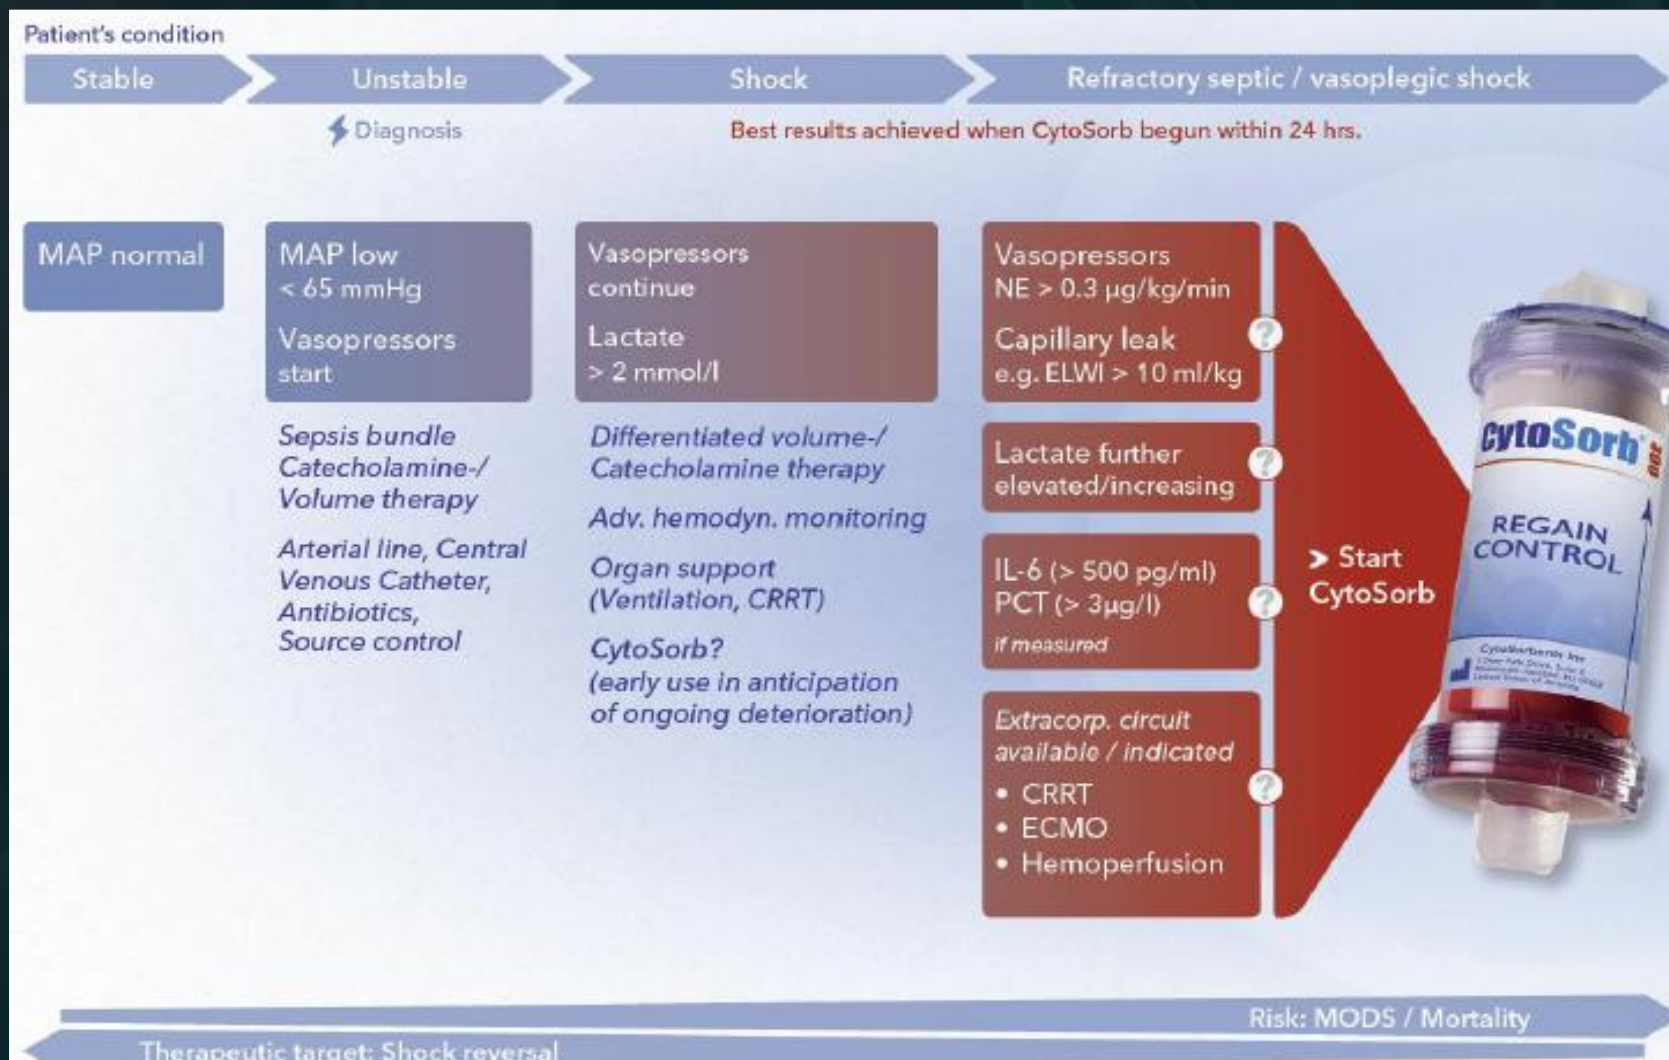 Patient's condition
Stable
Unstable
Shock
Refractory septic / vasoplegic shock
Diagnosis
Best results achieved when CytoSorb begun within 24 hrs.
MAP normal
MAP low
< 65 mmHg
Vasopressors
start
Sepsis bundle
Catecholamine-/
Volume therapy
Arterial line, Central
Venous Catheter,
Antibiotics,
Source control
Vasopressors
continue
Lactate
> 2 mmol/l
Differentiated volume-/
Catecholamine therapy
Adv. hemodyn. monitoring
Organ support
(Ventilation, CRRT)
CytoSorb?
(early use in anticipation
of ongoing deterioration)
Vasopressors
NE > 0.3 µg/kg/min
Capillary leak
e.g. ELWI > 10 ml/kg
?
Lactate further
elevated/increasing
?
IL-6 (> 500 pg/ml)
PCT (> 3µg/l)
if measured
?
Extracorp. circuit
available / indicated
• CRRT
• ECMO
• Hemoperfusion
?
> Start
CytoSorb
CytoSorb® 300
REGAIN
CONTROL
CytoSorbents Inc
Risk: MODS / Mortality
Therapeutic target: Shock reversal